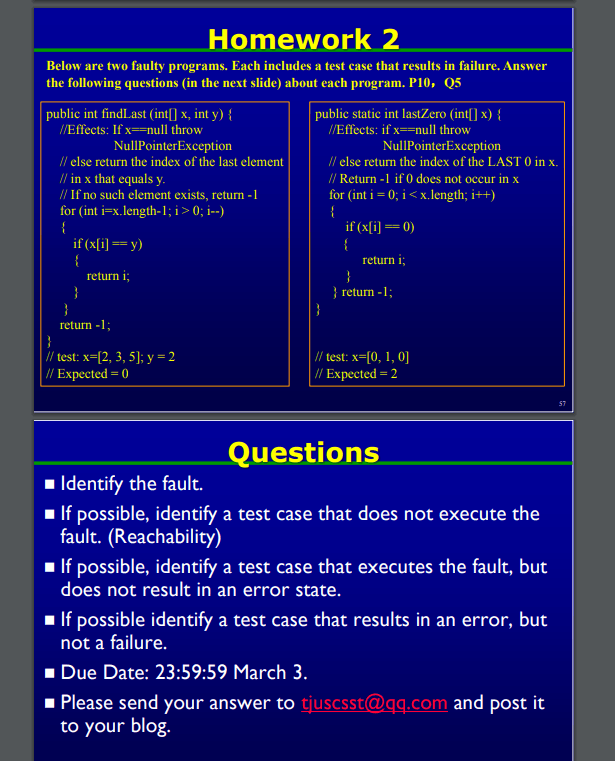 Homework 2
Below are two faulty programs. Each includes a test case that results in failure. Answer
the following questions (in the next slide) about each program. P10，Q5
public int findLast (int[] x, int y) {
//Effects: If x==null throw
NullPointerException
// else return the index of the last element
// in x that equals y.
// If no such element exists, return -1
for (int i=x.length-1; i > 0; i--)
{
if (x[i] == y)
{
return i;
}
}
return -1;
}
// test: x=[2, 3, 5]; y = 2
// Expected = 0
public static int lastZero (int[] x) {
//Effects: if x==null throw
NullPointerException
// else return the index of the LAST 0 in x.
// Return -1 if 0 does not occur in x
for (int i = 0; i < x.length; i++)
{
if (x[i] == 0)
{
return i;
}
} return -1;
}
// test: x=[0, 1, 0]
// Expected = 2
57
Questions
■ Identify the fault.
■ If possible, identify a test case that does not execute the
fault. (Reachability)
■ If possible, identify a test case that executes the fault, but
does not result in an error state.
■ If possible identify a test case that results in an error, but
not a failure.
■ Due Date: 23:59:59 March 3.
■ Please send your answer to tjuscsst@qq.com and post it
to your blog.